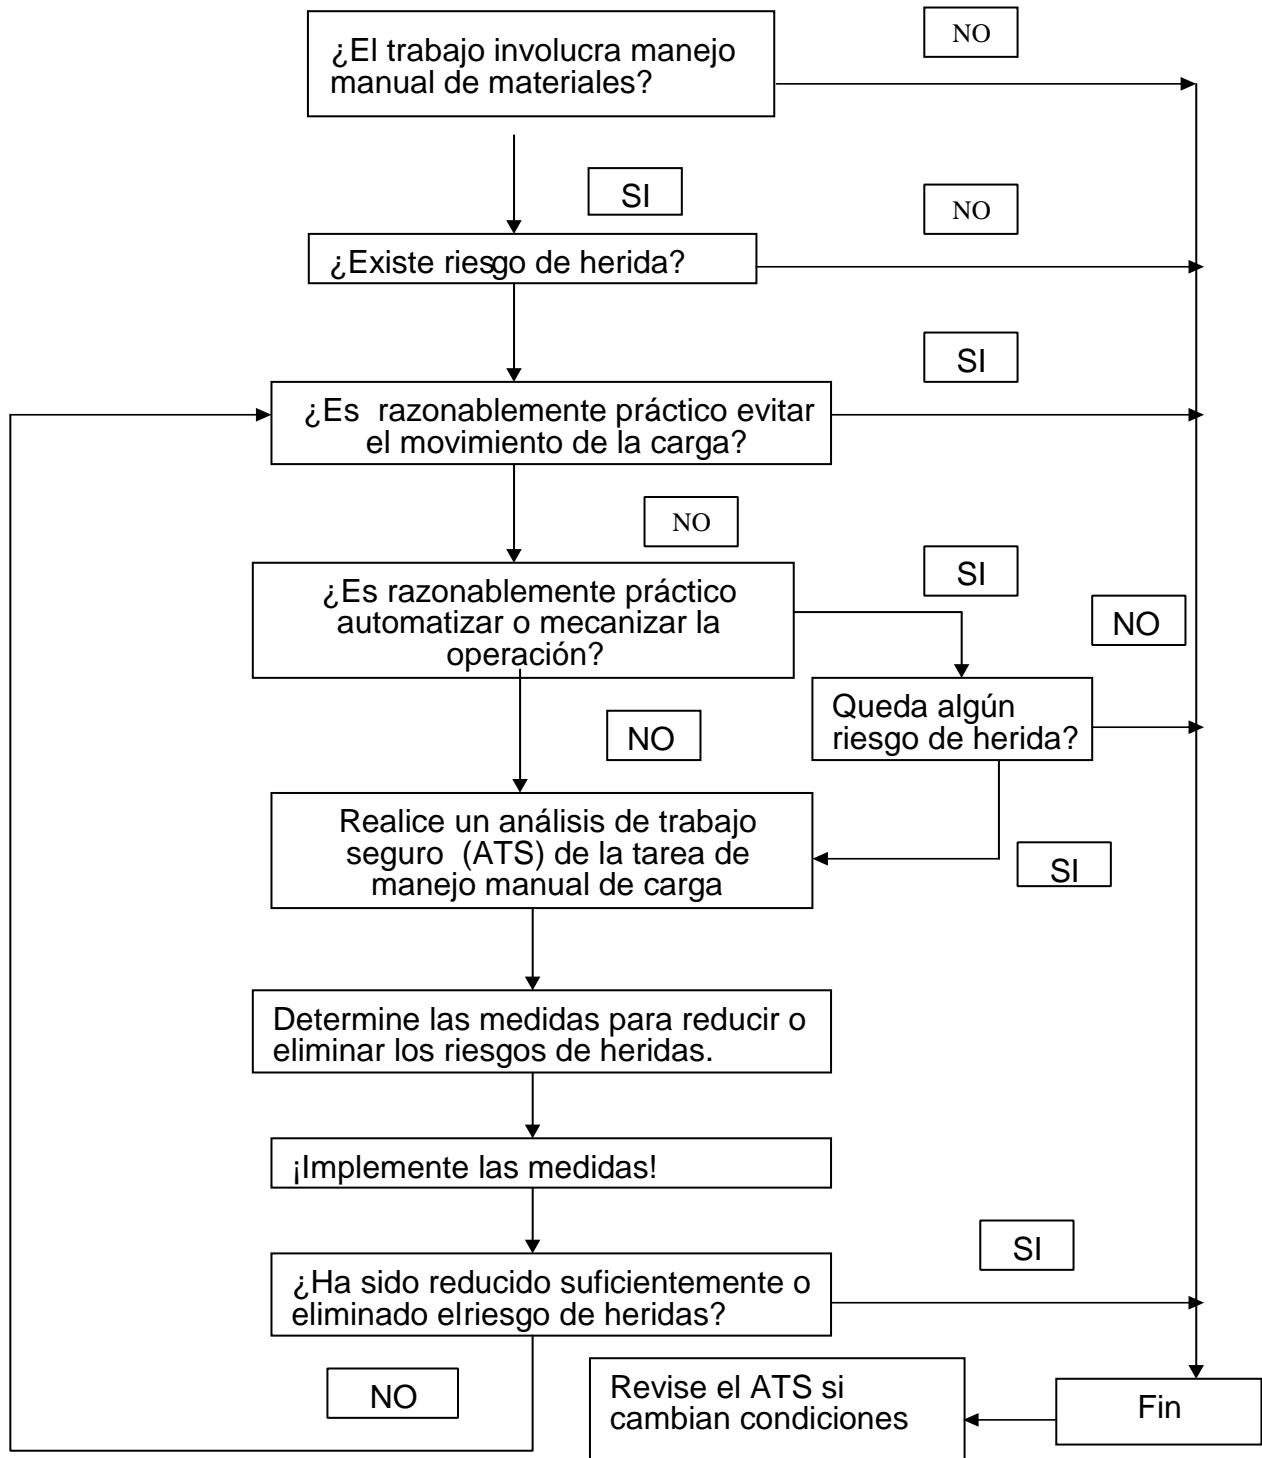 ¿El trabajo involucra manejo
manual de materiales?
NO
SI
NO
¿Existe riesgo de herida?
SI
¿Es razonablemente práctico evitar
el movimiento de la carga?
NO
SI
¿Es razonablemente práctico
automatizar o mecanizar la
operación?
NO
Queda algún
riesgo de herida?
NO
Realice un análisis de trabajo
seguro (ATS) de la tarea de
manejo manual de carga
SI
Determine las medidas para reducir o
eliminar los riesgos de heridas.
¡Implemente las medidas!
SI
¿Ha sido reducido suficientemente o
eliminado elriesgo de heridas?
NO
Revise el ATS si
cambian condiciones
Fin